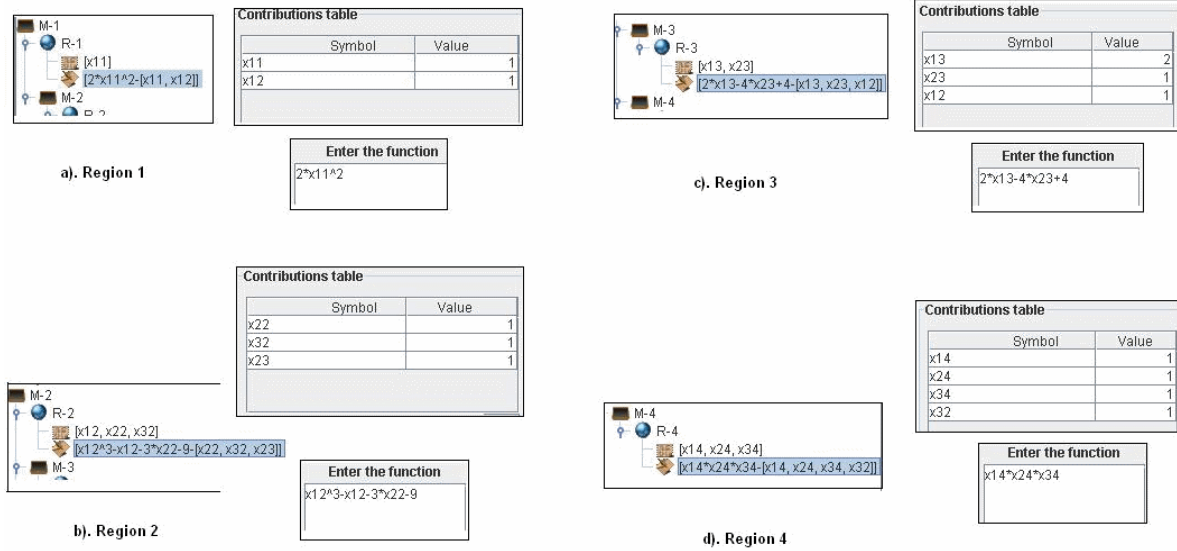 M-1
R-1
[x11]
[2*x11^2-[x11, x12]]
M-2
R-2
Contributions table
Symbol Value
x11 1
x12 1
Enter the function
2*x11^2
a). Region 1
M-3
R-3
[x13, x23]
[2*x13-4*x23+4-[x13, x23, x12]]
M-4
Contributions table
Symbol Value
x13 2
x23 1
x12 1
Enter the function
2*x13-4*x23+4
c). Region 3
Contributions table
Symbol Value
x22 1
x32 1
x23 1
M-2
R-2
[x12, x22, x32]
[x12^3-x12-3*x22-9-[x22, x32, x23]]
M-3
Enter the function
x12^3-x12-3*x22-9
b). Region 2
Contributions table
Symbol Value
x14 1
x24 1
x34 1
x32 1
M-4
R-4
[x14, x24, x34]
[x14*x24*x34-[x14, x24, x34, x32]]
Enter the function
x14*x24*x34
d). Region 4